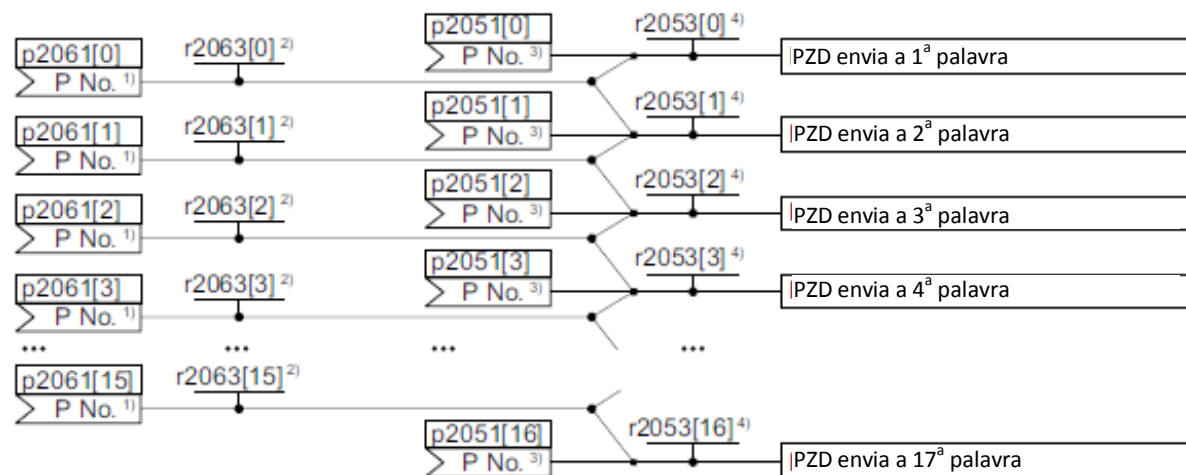 p2051[0]
r2053[0] 4)
p2061[0]
r2063[0] 2)
P No. 3)
PZD envia a 1ª palavra
P No. 1)
p2051[1]
r2053[1] 4)
p2061[1]
r2063[1] 2)
P No. 3)
PZD envia a 2ª palavra
P No. 1)
p2051[2]
r2053[2] 4)
p2061[2]
r2063[2] 2)
P No. 3)
PZD envia a 3ª palavra
P No. 1)
p2051[3]
r2053[3] 4)
p2061[3]
r2063[3] 2)
P No. 3)
PZD envia a 4ª palavra
P No. 1)
... ... ... ...
p2061[15]
r2063[15] 2)
P No. 1)
p2051[16]
r2053[16] 4)
P No. 3)
PZD envia a 17ª palavra